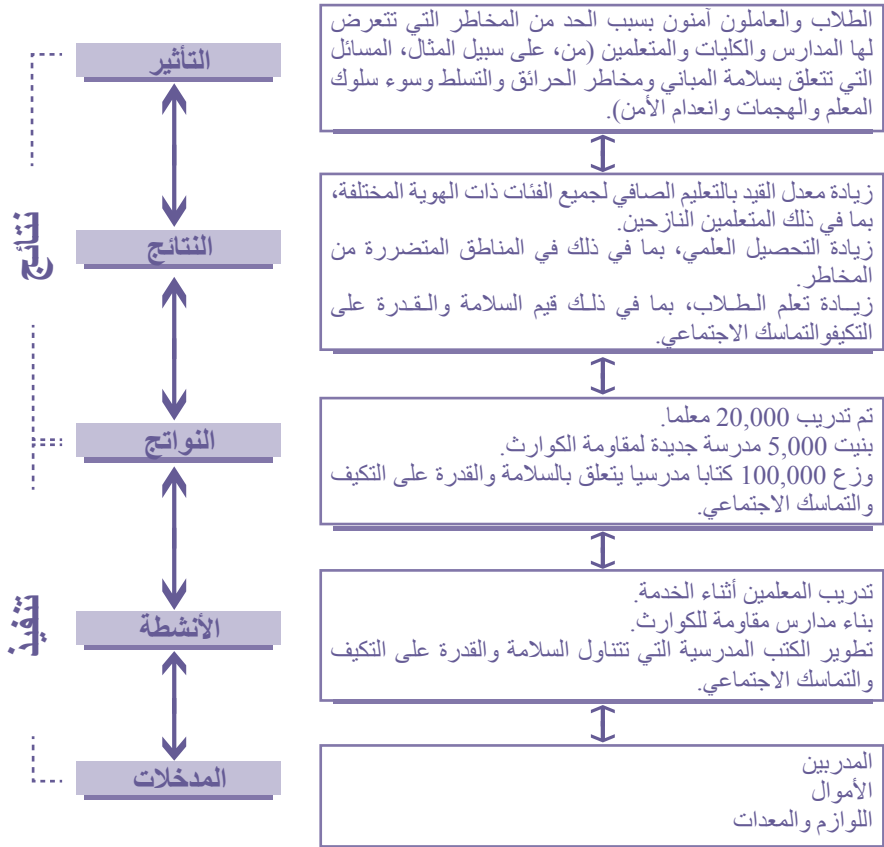 التأثير
الطلاب والعاملون آمنون بسبب الحد من المخاطر التي تتعرض
لها المدارس والكليات والمتعلمين (من، على سبيل المثال، المسائل
التي تتعلق بسلامة المباني ومخاطر الحرائق والتسلط وسوء سلوك
المعلم والهجمات وانعدام الأمن).
نتائج
النتائج
زيادة معدل القيد بالتعليم الصافي لجميع الفئات ذات الهوية المختلفة،
بما في ذلك المتعلمين النازحين.
زيادة التحصيل العلمي، بما في ذلك في المناطق المتضررة من
المخاطر.
زيــادة تعلم الـطـلاب، بما في ذلـك قيم السلامة والـقـدرة على
التكيفوالتماسك الاجتماعي.
النواتج
تم تدريب 20,000 معلما.
بنيت 5,000 مدرسة جديدة لمقاومة الكوارث.
وزع 100,000 كتابا مدرسيا يتعلق بالسلامة والقدرة على التكيف
والتماسك الاجتماعي.
تنفيذ
الأنشطة
تدريب المعلمين أثناء الخدمة.
بناء مدارس مقاومة للكوارث.
تطوير الكتب المدرسية التي تتناول السلامة والقدرة على التكيف
والتماسك الاجتماعي.
المدخلات
المدربين
الأموال
اللوازم والمعدات